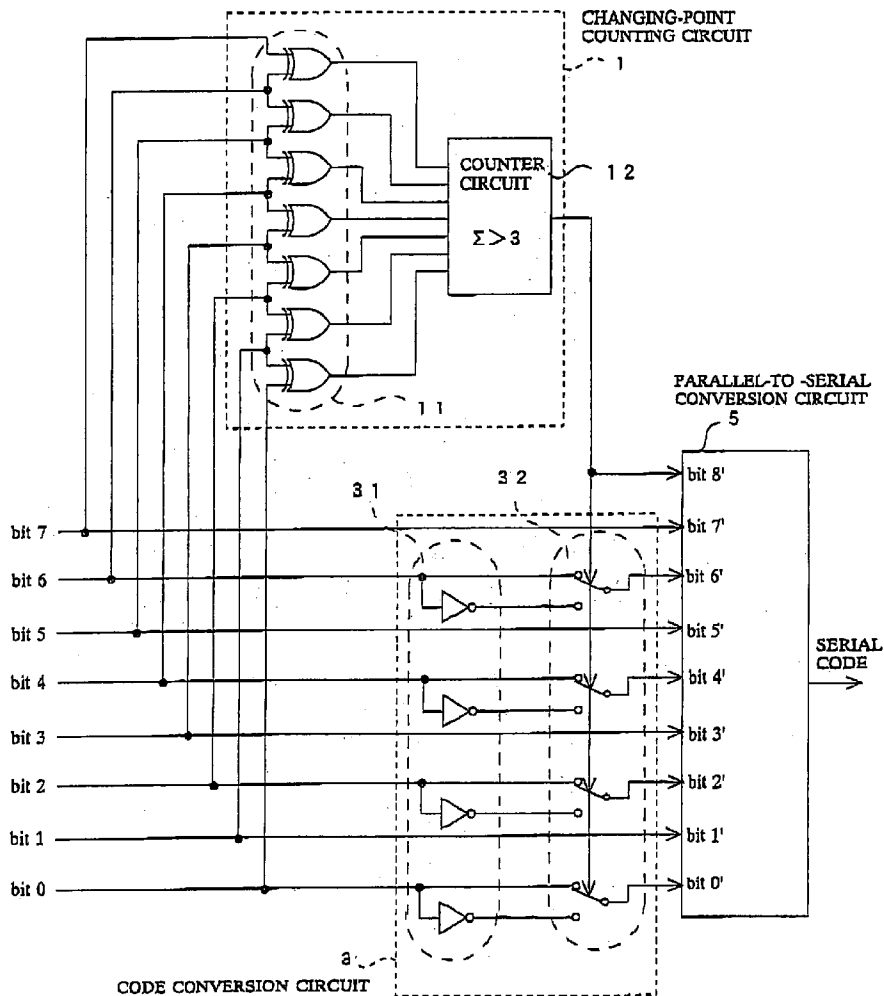 CHANGING-POINT
COUNTING CIRCUIT
1
COUNTER
CIRCUIT
Σ>3
12
11
PARALLEL-TO -SERIAL
CONVERSION CIRCUIT
5
31
32
bit 8'
bit 7
bit 7'
bit 6
bit 6'
bit 5
bit 5'
SERIAL
CODE
bit 4
bit 4'
bit 3
bit 3'
bit 2
bit 2'
bit 1
bit 1'
bit 0
bit 0'
a
CODE CONVERSION CIRCUIT